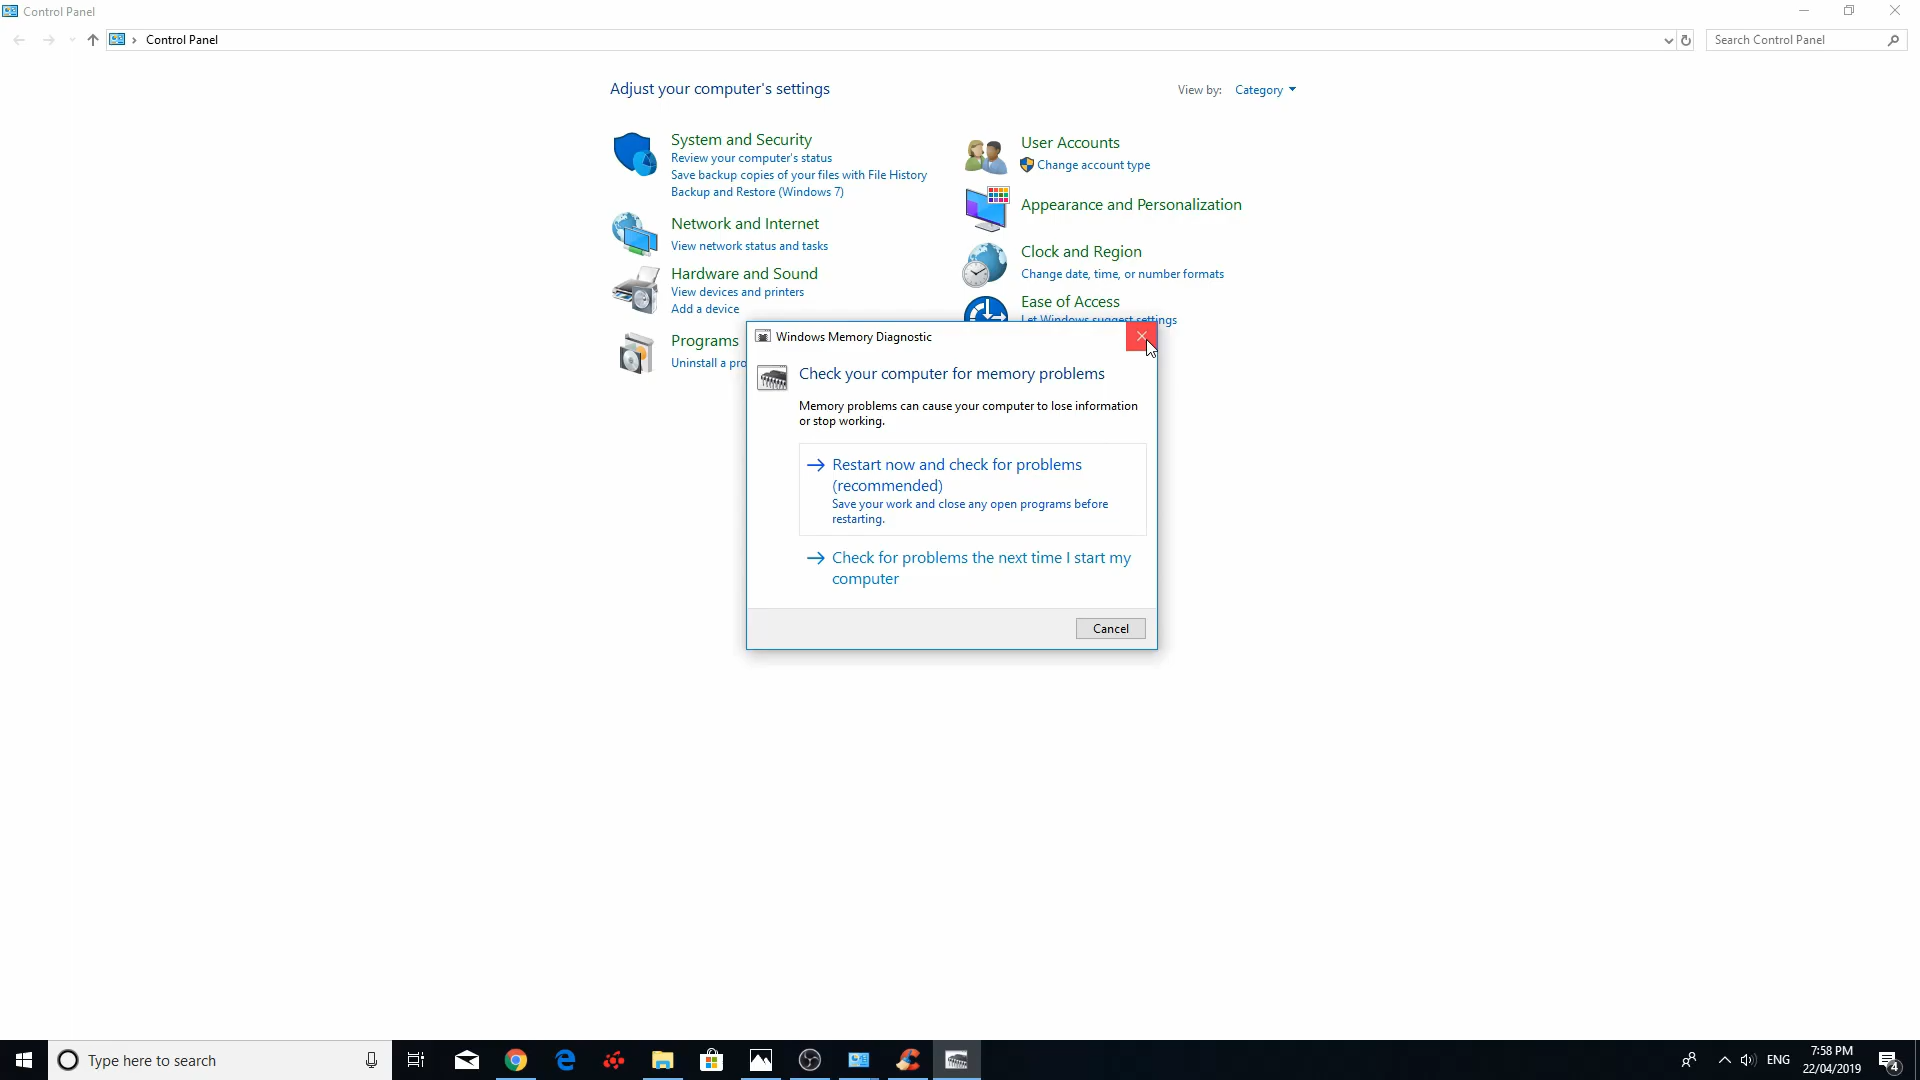 Control Panel
Control Panel
Search Control Panel
Adjust your computer's settings
View by: Category
System and Security
Review your computer's status
Save backup copies of your files with File History
Backup and Restore (Windows 7)
Network and Internet
View network status and tasks
Hardware and Sound
View devices and printers
Add a device
Programs
Uninstall a pro
User Accounts
Change account type
Appearance and Personalization
Clock and Region
Change date, time, or number formats
Ease of Access
Let Windows suggest settings
Windows Memory Diagnostic
Check your computer for memory problems
Memory problems can cause your computer to lose information
or stop working.
Restart now and check for problems
(recommended)
Save your work and close any open programs before
restarting.
Check for problems the next time I start my
computer
Cancel
Type here to search
ENG
7:58 PM
22/04/2019
4